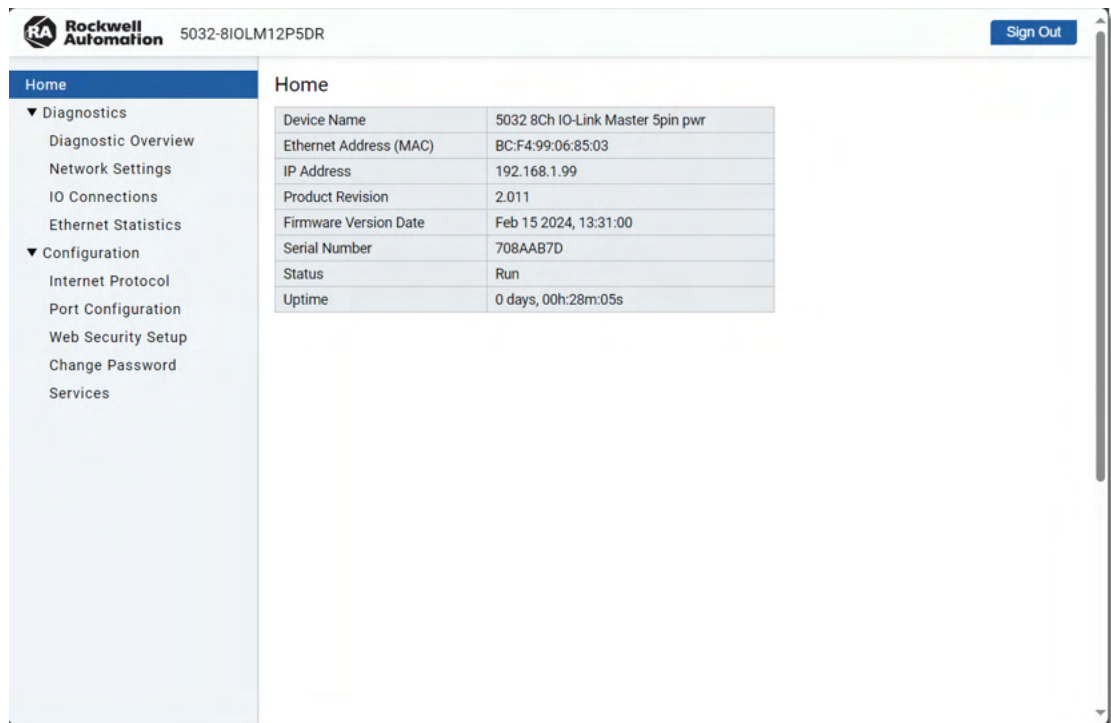 Rockwell Automation 5032-8IOLM12P5DR Sign Out
Home
Diagnostics
Diagnostic Overview
Network Settings
IO Connections
Ethernet Statistics
Configuration
Internet Protocol
Port Configuration
Web Security Setup
Change Password
Services
Home
Device Name 5032 8Ch IO-Link Master 5pin pwr
Ethernet Address (MAC) BC:F4:99:06:85:03
IP Address 192.168.1.99
Product Revision 2.011
Firmware Version Date Feb 15 2024, 13:31:00
Serial Number 708AAB7D
Status Run
Uptime 0 days, 00h:28m:05s